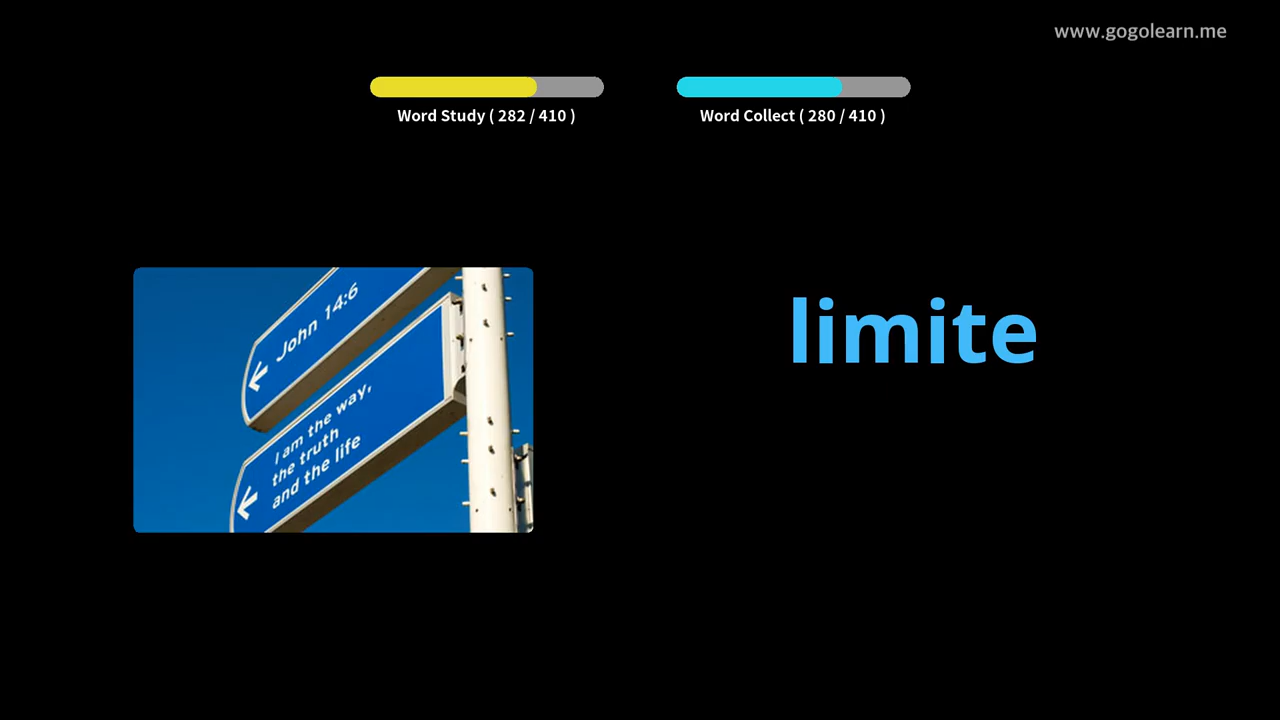 www.gogolearn.me
Word Study ( 282 / 410 )
Word Collect ( 280 / 410 )
John 14:6
I am the way,
the truth
and the life
limite